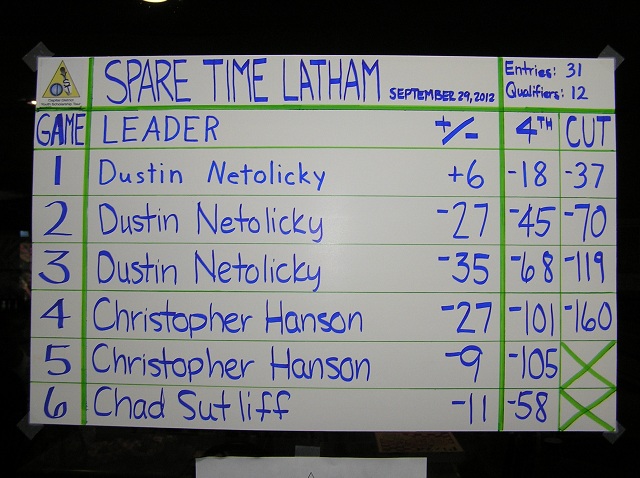 SPARE TIME LATHAM SEPTEMBER 29, 2012
Entries: 31
Qualifiers: 12
GAME LEADER +/- 4TH CUT
1 Dustin Netolicky +6 -18 -37
2 Dustin Netolicky -27 -45 -70
3 Dustin Netolicky -35 -68 -119
4 Christopher Hanson -27 -101 -160
5 Christopher Hanson -9 -105
6 Chad Sutliff -11 -58